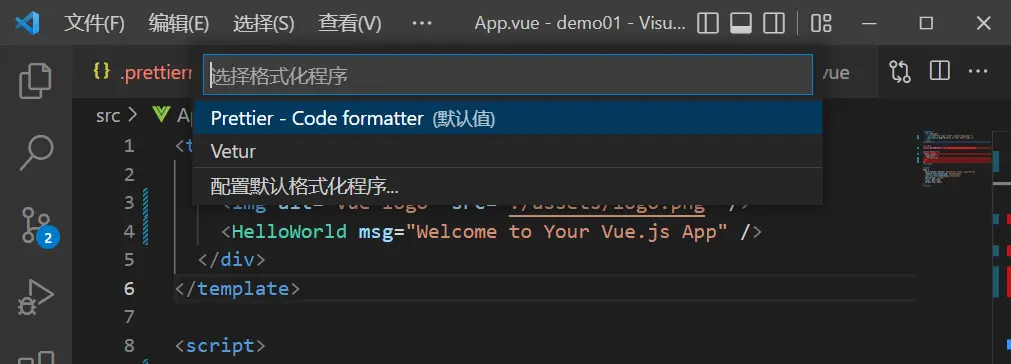 文件(F) 编辑(E) 选择(S) 查看(V) ··· App.vue - demo01 - Visu...
{} .prettierr
选择格式化程序
vue ···
Prettier - Code formatter (默认值)
Vetur
配置默认格式化程序...
src > A
1 <t
2
3 <img alt="Vue logo" src="./assets/logo.png" />
4 <HelloWorld msg="Welcome to Your Vue.js App" />
5 </div>
6 </template>
7
8 <script>
2